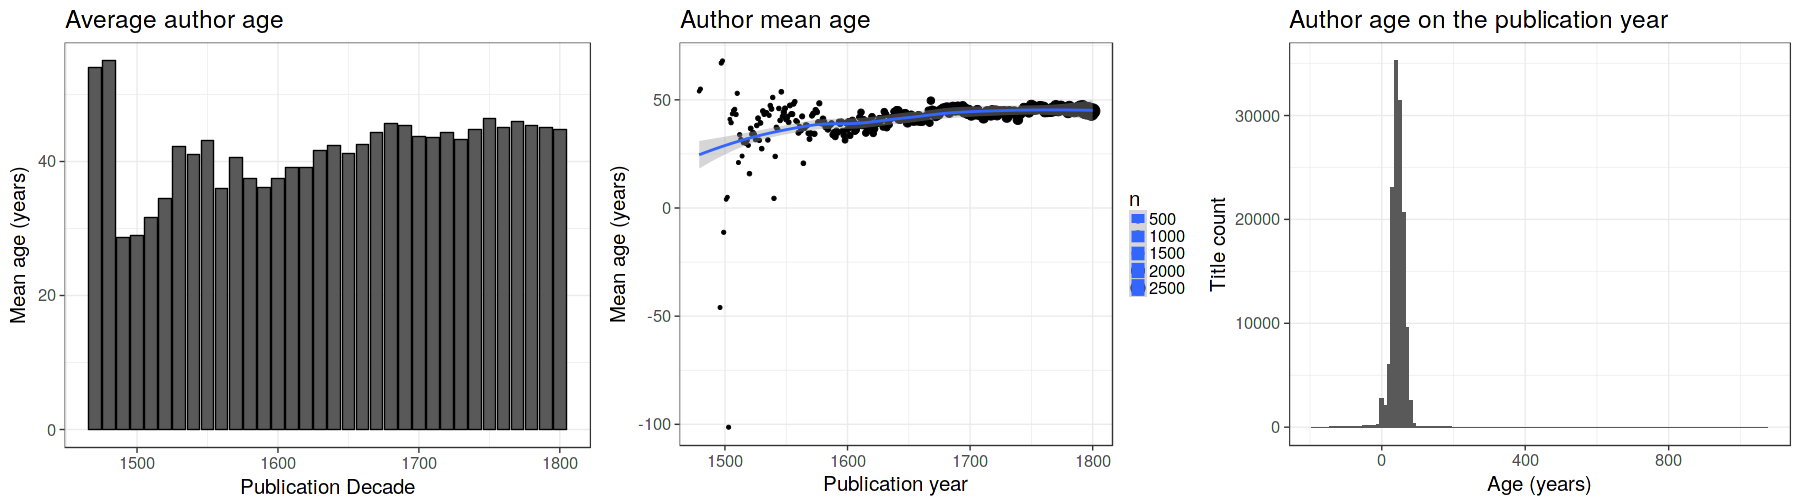 Average author age
Mean age (years)
40
20
0
1500
1600
1700
1800
Publication Decade
Author mean age
Mean age (years)
50
0
-50
-100
1500
1600
1700
1800
Publication year
n
500
1000
1500
2000
2500
Author age on the publication year
Title count
30000
20000
10000
0
0
400
800
Age (years)